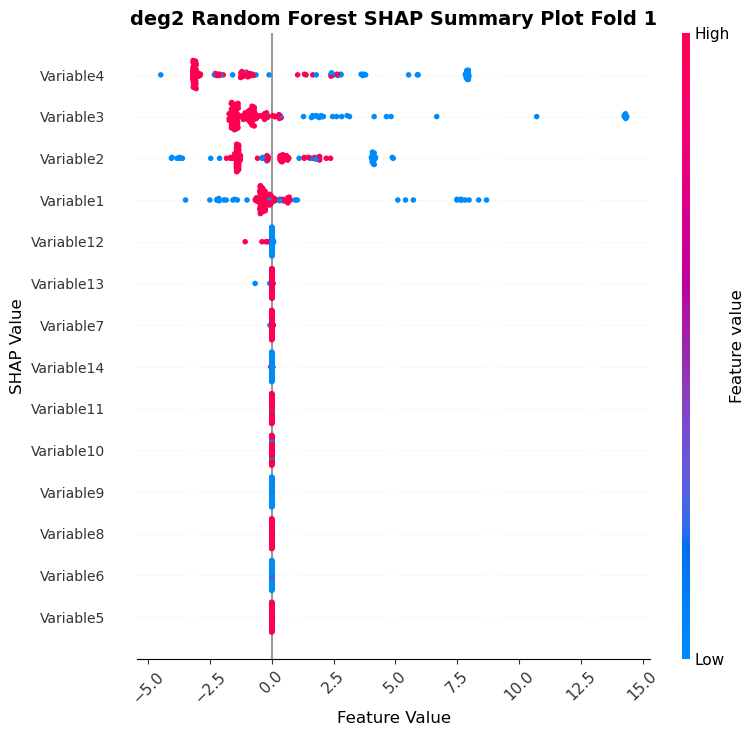 deg2 Random Forest SHAP Summary Plot Fold 1
High
Variable4
Variable3
Variable2
Variable1
Variable12
Variable13
Variable7
Variable14
Variable11
Variable10
Variable9
Variable8
Variable6
Variable5
SHAP Value
Feature value
Low
−5.0
−2.5
0.0
2.5
5.0
7.5
10.0
12.5
15.0
Feature Value